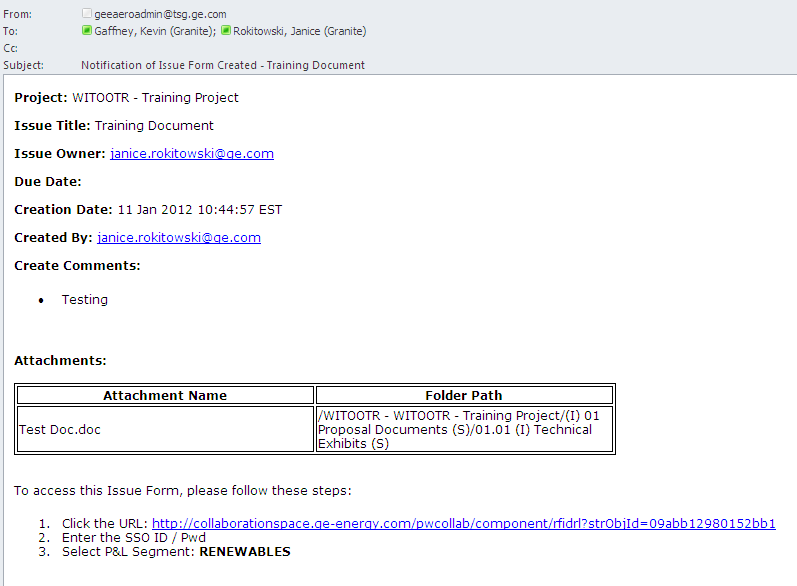 From: geeaeroadmin@tsg.ge.com
To: Gaffney, Kevin (Granite); Rokitowski, Janice (Granite)
Cc:
Subject: Notification of Issue Form Created - Training Document
Project: WITOOTR - Training Project
Issue Title: Training Document
Issue Owner: janice.rokitowski@ge.com
Due Date:
Creation Date: 11 Jan 2012 10:44:57 EST
Created By: janice.rokitowski@ge.com
Create Comments:
• Testing
Attachments:
Attachment Name Folder Path
Test Doc.doc /WITOOTR - WITOOTR - Training Project/(I) 01
Proposal Documents (S)/01.01 (I) Technical
Exhibits (S)
To access this Issue Form, please follow these steps:
1. Click the URL: http://collaborationspace.ge-energy.com/pwcollab/component/rfidrl?strObjId=09abb12980152bb1
2. Enter the SSO ID / Pwd
3. Select P&L Segment: RENEWABLES